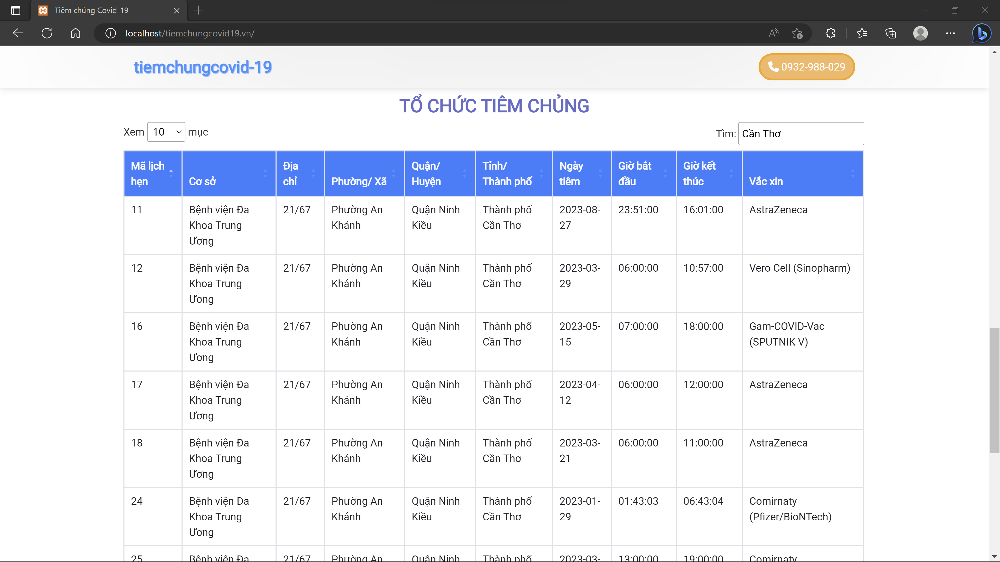 Tiêm chủng Covid-19
localhost/tiemchungcovid19.vn/
tiemchungcovid-19
0932-988-029
TỔ CHỨC TIÊM CHỦNG
Xem 10 mục
Tìm: Cần Thơ
Mã lịch hẹn Cơ sở Địa chỉ Phường/ Xã Quận/ Huyện Tỉnh/ Thành phố Ngày tiêm Giờ bắt đầu Giờ kết thúc Vắc xin
11 Bệnh viện Đa Khoa Trung Ương 21/67 Phường An Khánh Quận Ninh Kiều Thành phố Cần Thơ 2023-08-27 23:51:00 16:01:00 AstraZeneca
12 Bệnh viện Đa Khoa Trung Ương 21/67 Phường An Khánh Quận Ninh Kiều Thành phố Cần Thơ 2023-03-29 06:00:00 10:57:00 Vero Cell (Sinopharm)
16 Bệnh viện Đa Khoa Trung Ương 21/67 Phường An Khánh Quận Ninh Kiều Thành phố Cần Thơ 2023-05-15 07:00:00 18:00:00 Gam-COVID-Vac (SPUTNIK V)
17 Bệnh viện Đa Khoa Trung Ương 21/67 Phường An Khánh Quận Ninh Kiều Thành phố Cần Thơ 2023-04-12 06:00:00 12:00:00 AstraZeneca
18 Bệnh viện Đa Khoa Trung Ương 21/67 Phường An Khánh Quận Ninh Kiều Thành phố Cần Thơ 2023-03-21 06:00:00 11:00:00 AstraZeneca
24 Bệnh viện Đa Khoa Trung Ương 21/67 Phường An Khánh Quận Ninh Kiều Thành phố Cần Thơ 2023-01-29 01:43:03 06:43:04 Comirnaty (Pfizer/BioNTech)
25 Bệnh viện Đa 21/67 Phường An Quận Ninh Thành phố 2023-03- 13:00:00 19:00:00 Comirnaty